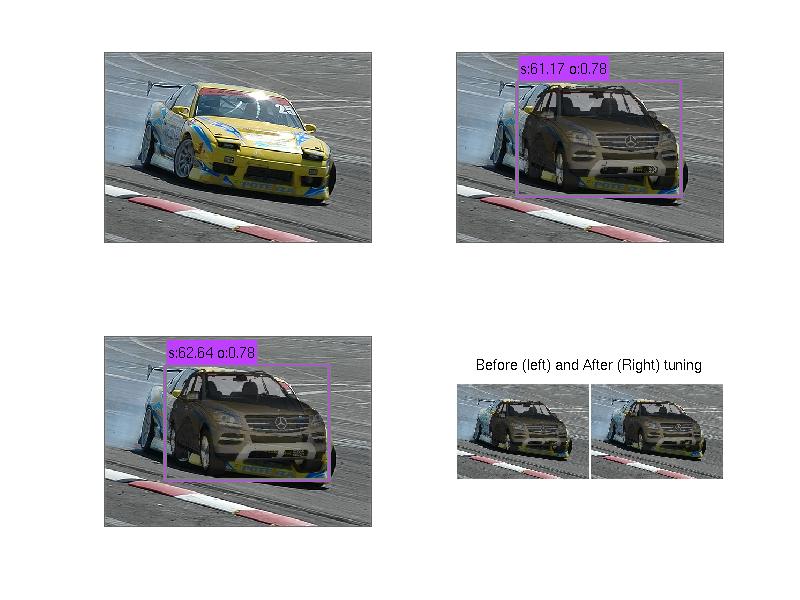 s:61.17 o:0.78
s:62.64 o:0.78
Before (left) and After (Right) tuning